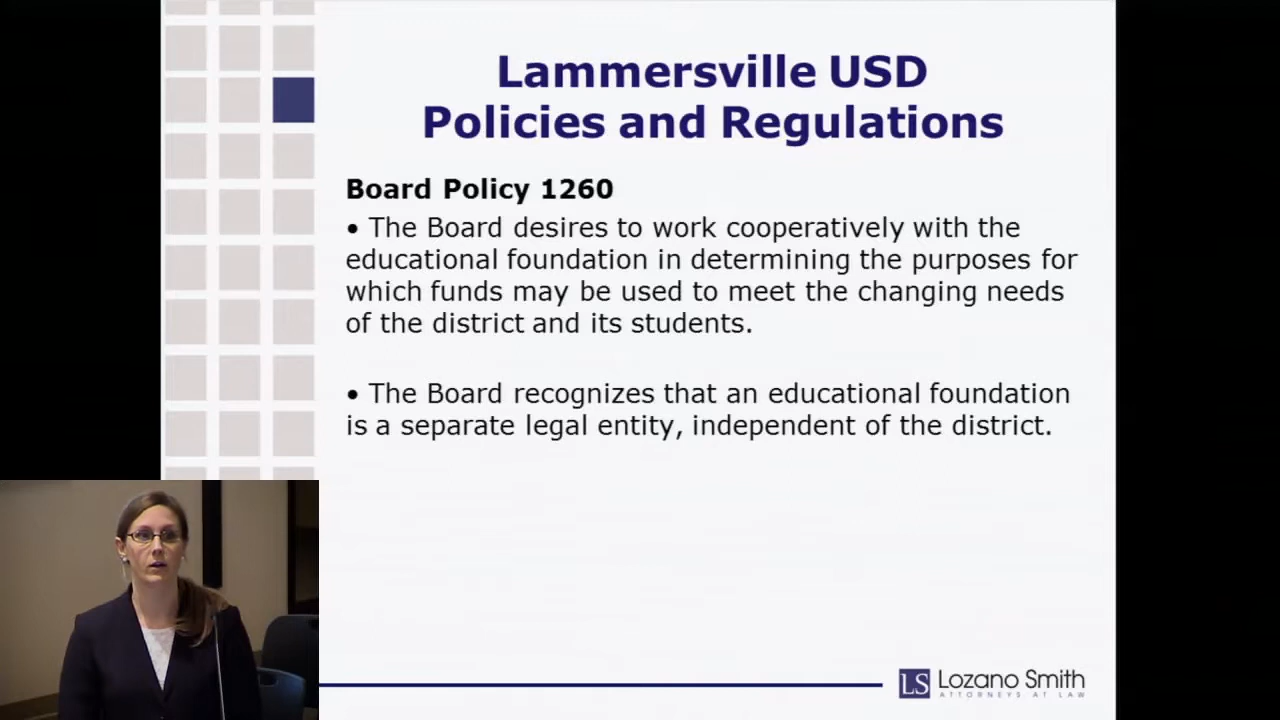 Lammersville USD
Policies and Regulations
Board Policy 1260
• The Board desires to work cooperatively with the
educational foundation in determining the purposes for
which funds may be used to meet the changing needs
of the district and its students.
• The Board recognizes that an educational foundation
is a separate legal entity, independent of the district.
LS Lozano Smith
ATTORNEYS AT LAW